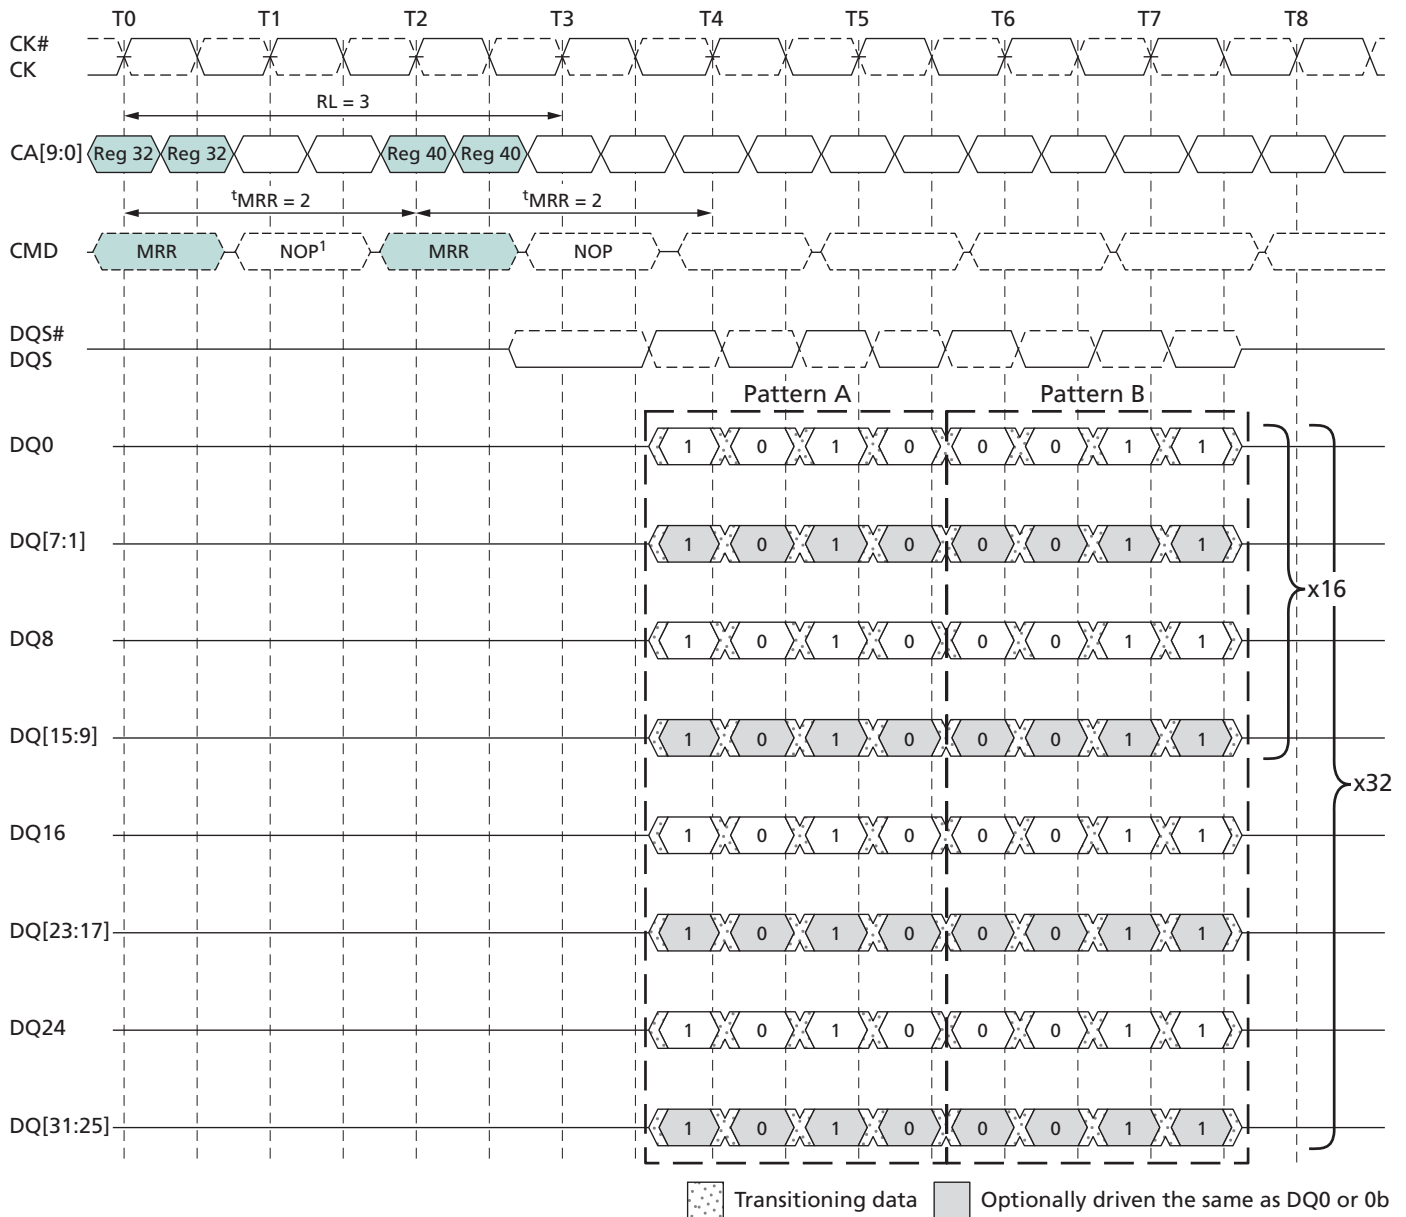 T0 T1 T2 T3 T4 T5 T6 T7 T8
CK#
CK
RL = 3
CA[9:0] Reg 32 Reg 32 Reg 40 Reg 40
tMRR = 2 tMRR = 2
CMD MRR NOP1 MRR NOP
DQS#
DQS
Pattern A Pattern B
DQ0 1 0 1 0 0 0 1 1
DQ[7:1] 1 0 1 0 0 0 1 1
x16
DQ8 1 0 1 0 0 0 1 1
DQ[15:9] 1 0 1 0 0 0 1 1
x32
DQ16 1 0 1 0 0 0 1 1
DQ[23:17] 1 0 1 0 0 0 1 1
DQ24 1 0 1 0 0 0 1 1
DQ[31:25] 1 0 1 0 0 0 1 1
Transitioning data Optionally driven the same as DQ0 or 0b